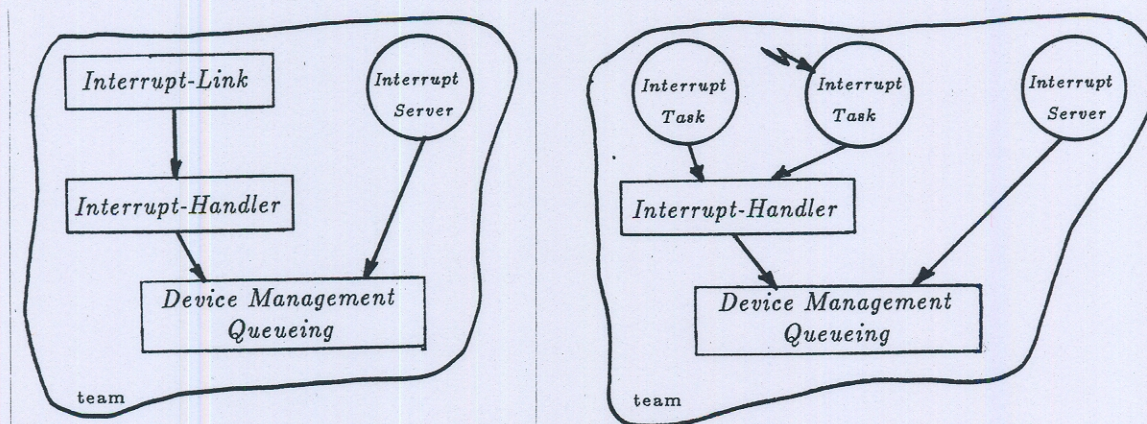 Interrupt-Link
Interrupt
Server
Interrupt-Handler
Device Management
Queueing
team
Interrupt
Task
Interrupt
Task
Interrupt
Server
Interrupt-Handler
Device Management
Queueing
team